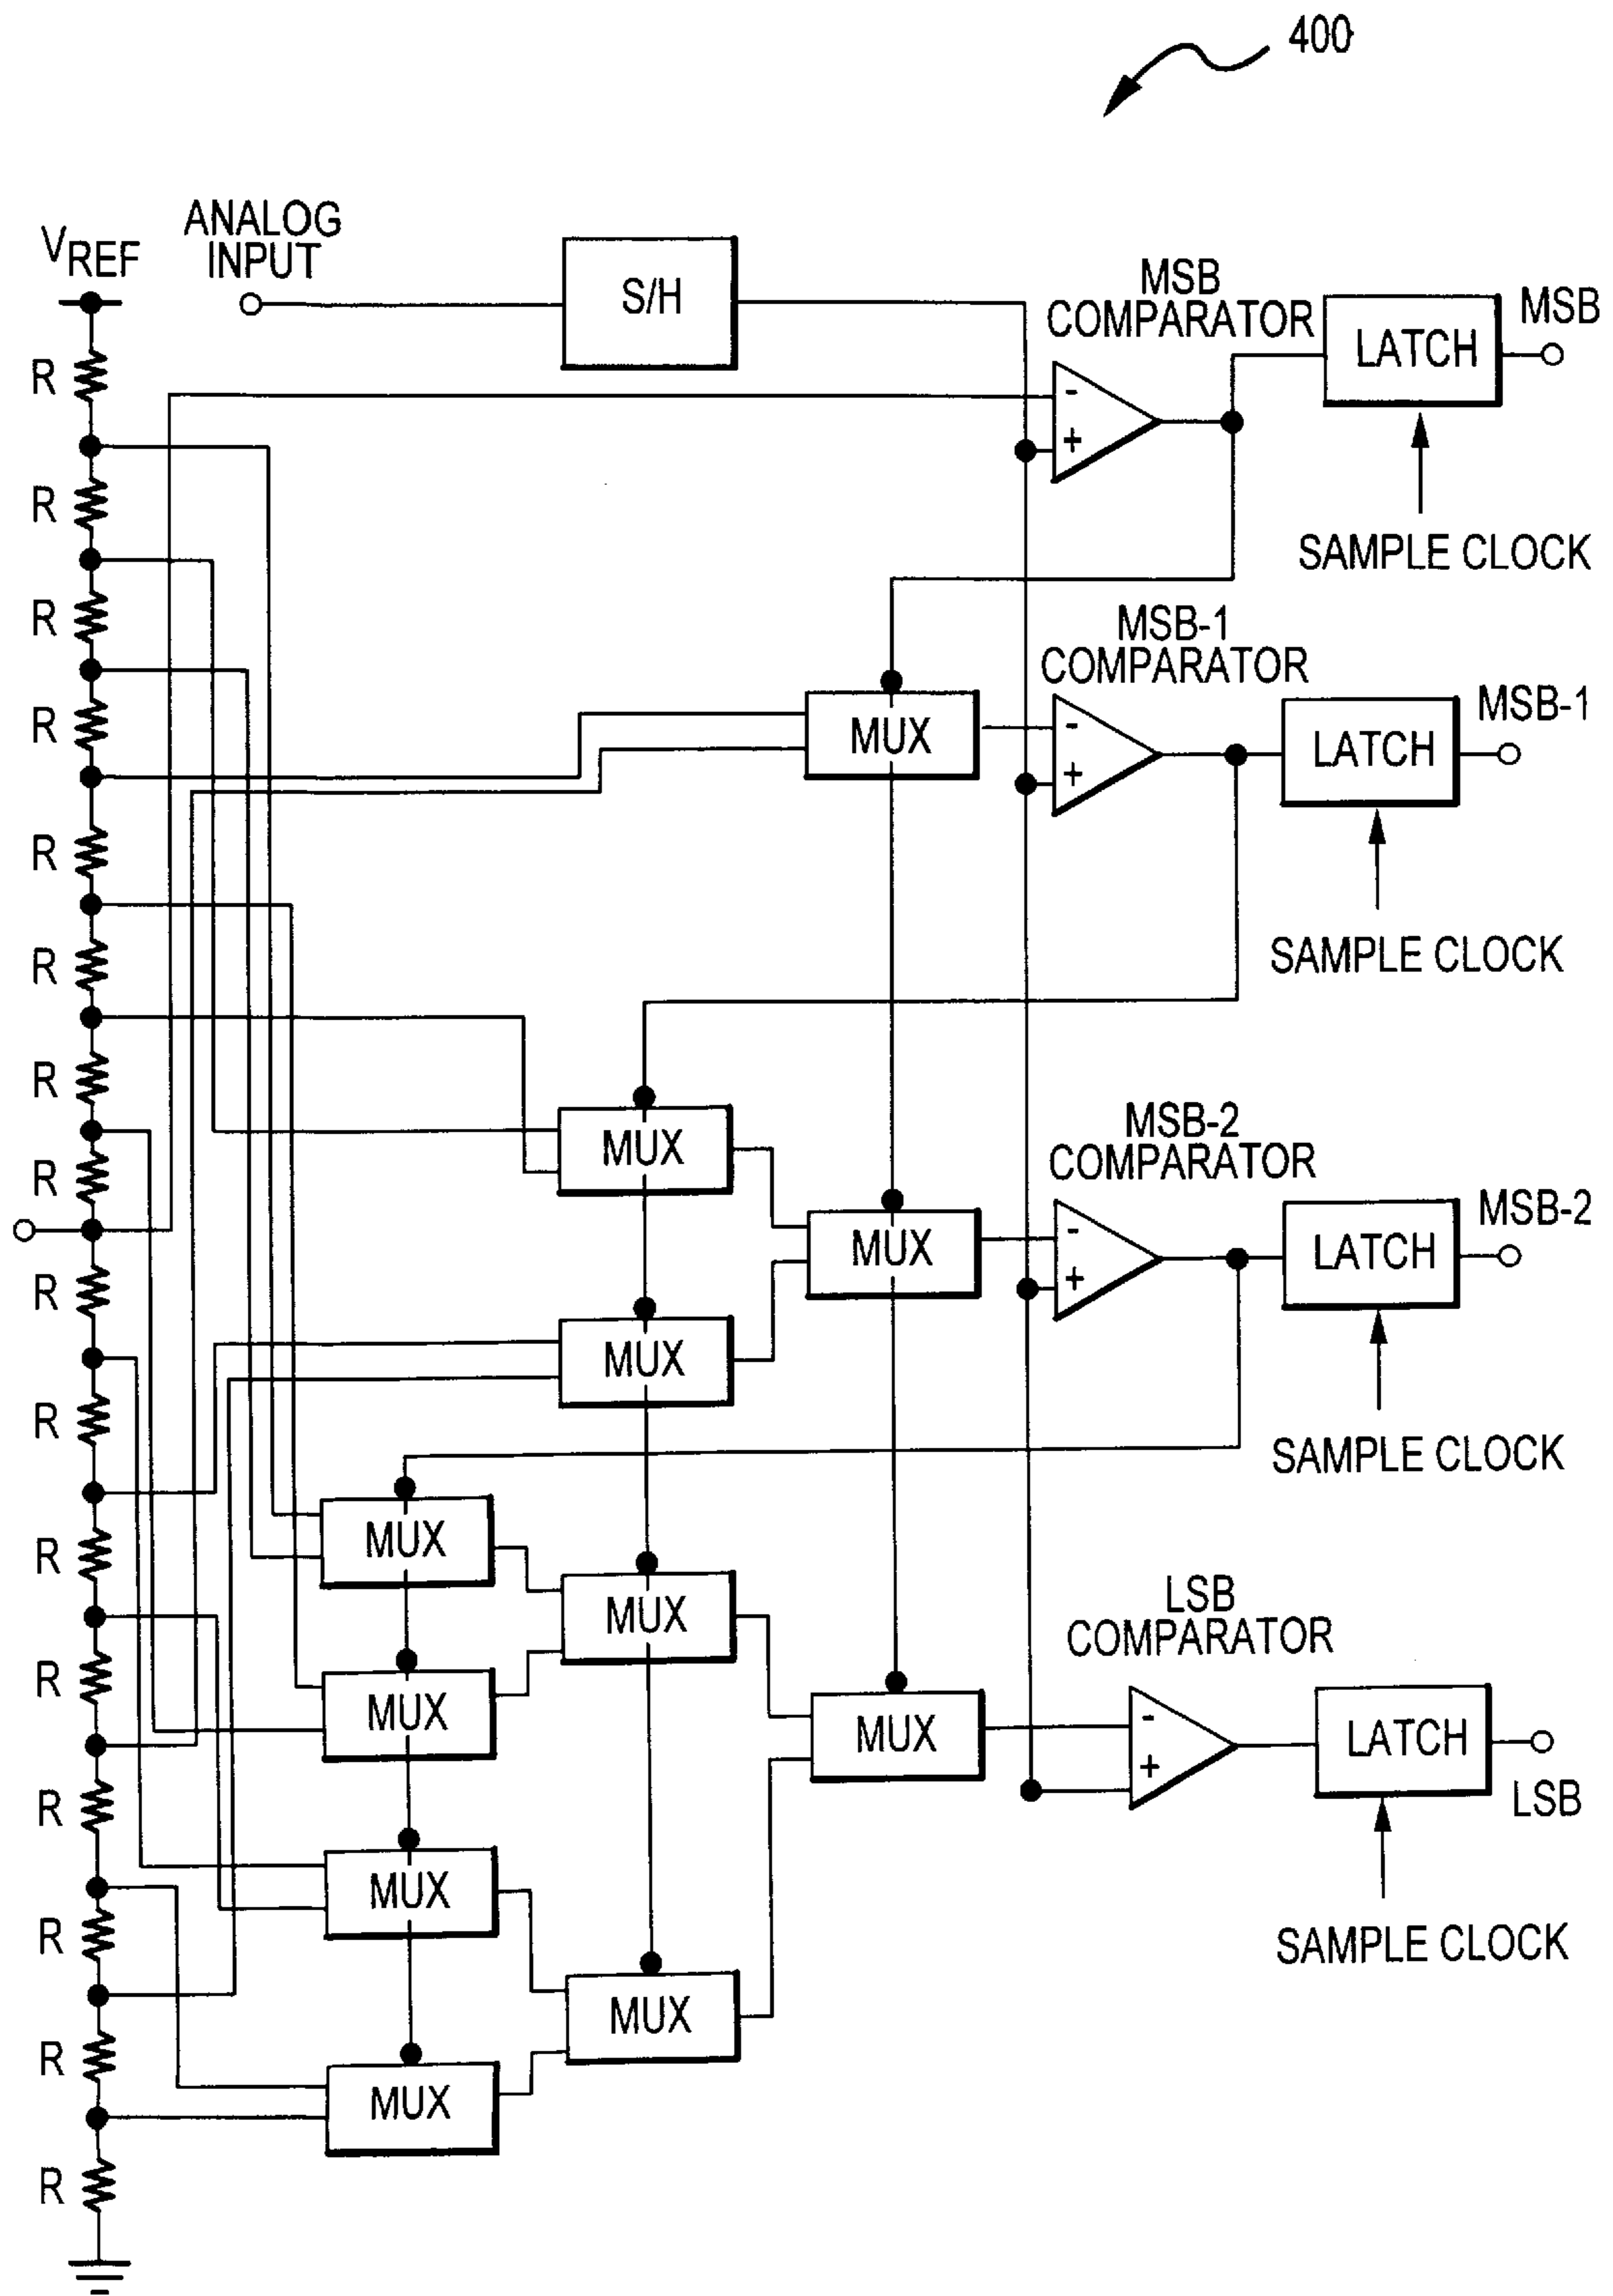 400
ANALOG
INPUT
VREF
S/H
MSB
COMPARATOR
LATCH
MSB
R
R
SAMPLE CLOCK
R
MSB-1
COMPARATOR
MSB-1
R
MUX
LATCH
R
SAMPLE CLOCK
R
R
MSB-2
COMPARATOR
MUX
R
MSB-2
MUX
LATCH
R
MUX
R
SAMPLE CLOCK
MUX
R
LSB
COMPARATOR
MUX
R
MUX
MUX
LATCH
LSB
R
MUX
R
SAMPLE CLOCK
MUX
R
MUX
R